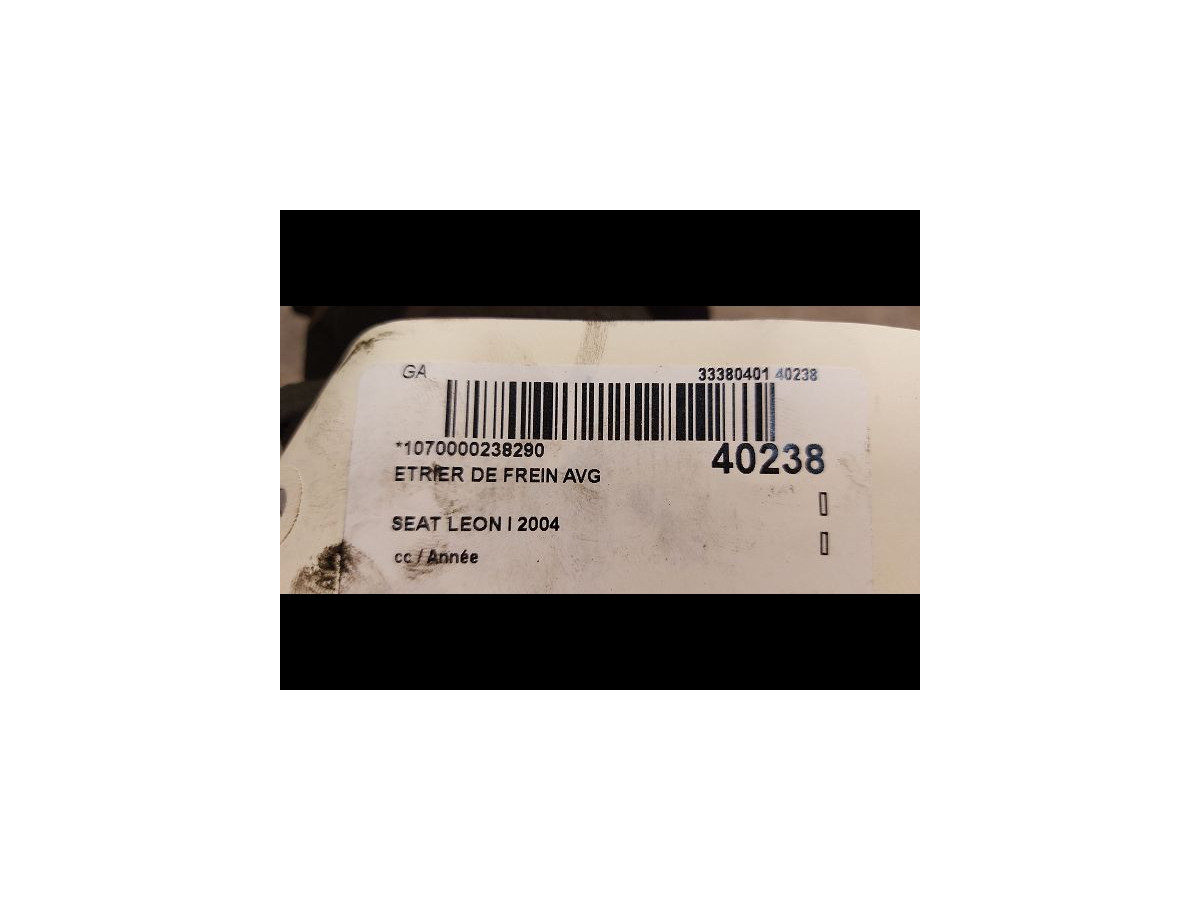 GA 33380401 40238
*1070000238290 40238
ETRIER DE FREIN AVG
SEAT LEON I 2004
cc / Année